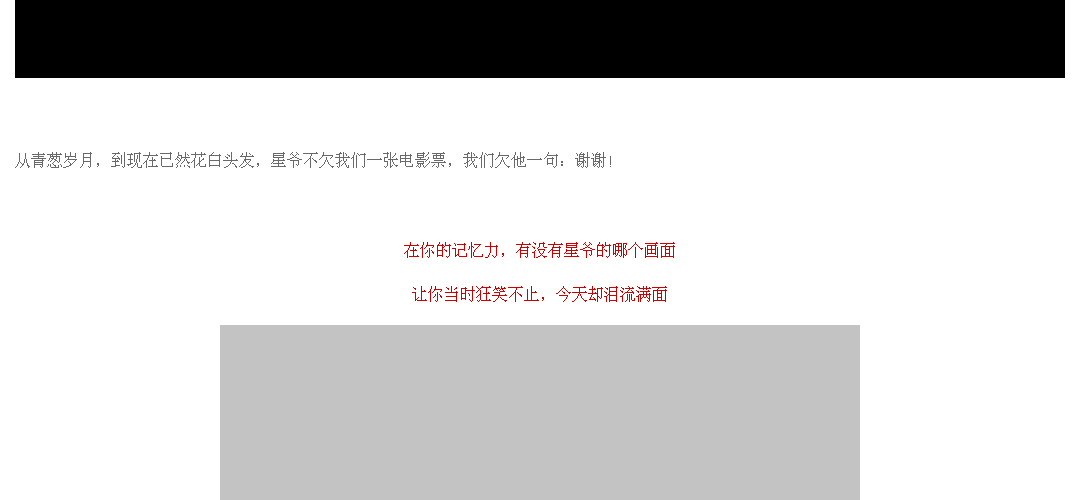 从青葱岁月，到现在已然花白头发，星爷不欠我们一张电影票，我们欠他一句：谢谢！
在你的记忆力，有没有星爷的哪个画面
让你当时狂笑不止，今天却泪流满面